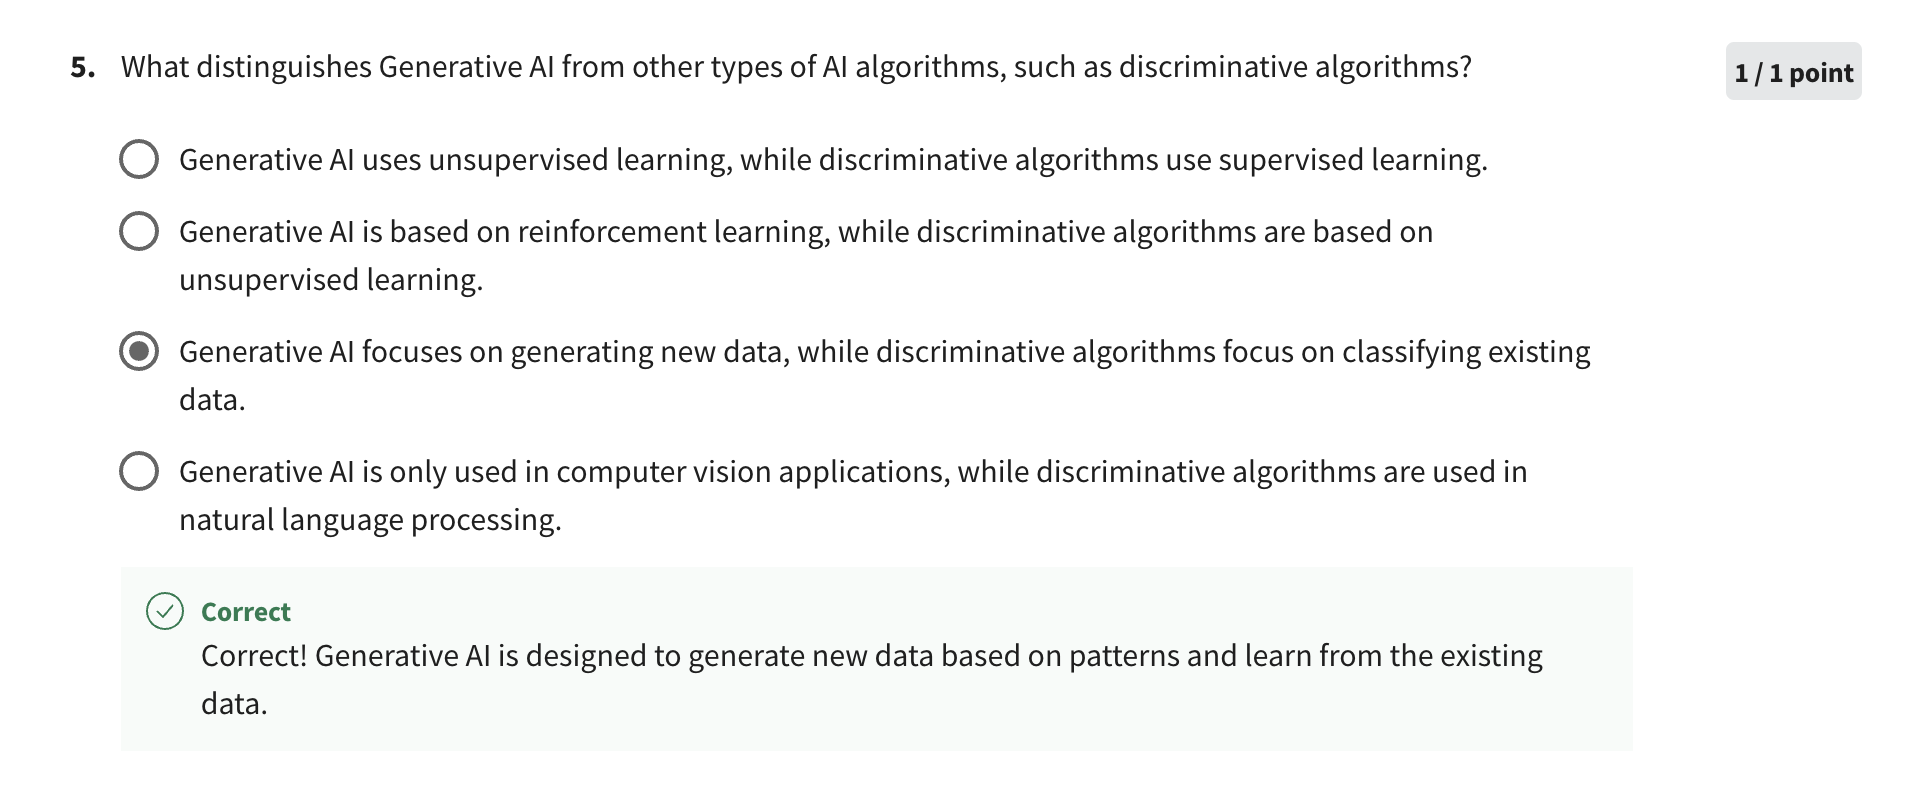 5. What distinguishes Generative AI from other types of AI algorithms, such as discriminative algorithms?
1 / 1 point
Generative AI uses unsupervised learning, while discriminative algorithms use supervised learning.
Generative AI is based on reinforcement learning, while discriminative algorithms are based on
unsupervised learning.
Generative AI focuses on generating new data, while discriminative algorithms focus on classifying existing
data.
Generative AI is only used in computer vision applications, while discriminative algorithms are used in
natural language processing.
Correct
Correct! Generative AI is designed to generate new data based on patterns and learn from the existing
data.